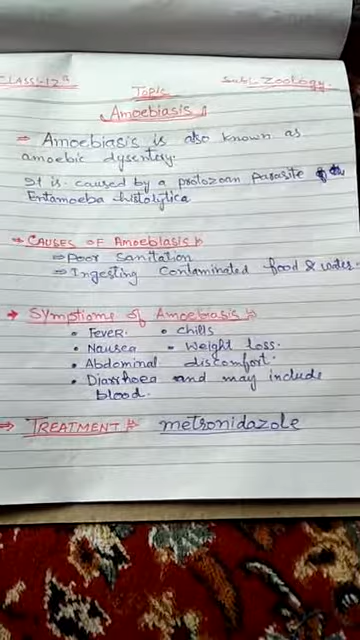 CLASS:-12th
Sub:- Zoology.
Topic
Amoebiasis
⇒ Amoebiasis is also known as
amoebic dysentery.
It is caused by a protozoan parasite
Entamoeba histolytica
→ CAUSES OF AMOEBIASIS
⇒ Poor Sanitation
⇒ Ingesting Contaminated food & water.
→ Symptioms of Amoebiasis
• Fever. • chills
• Nausea • Weight loss.
• Abdominal discomfort.
• Diarrhoea and may include
blood.
⇒ TREATMENT metronidazole